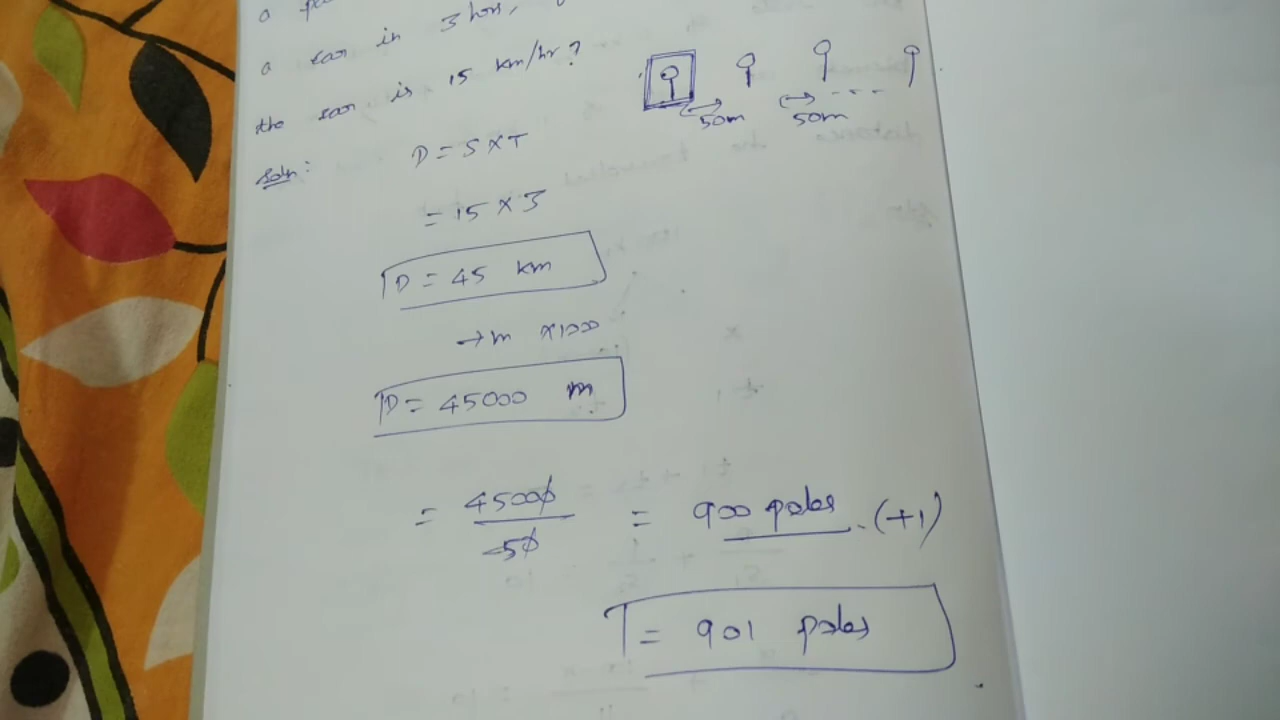 a
a car in 3 hrs,
the car is 15 km/hr?
50m 50m
Soln: D = S X T
= 15 X 3
D = 45 km
→ m X1000
D = 45000 m
= 45000/50 = 900 poles. (+1)
= 901 poles